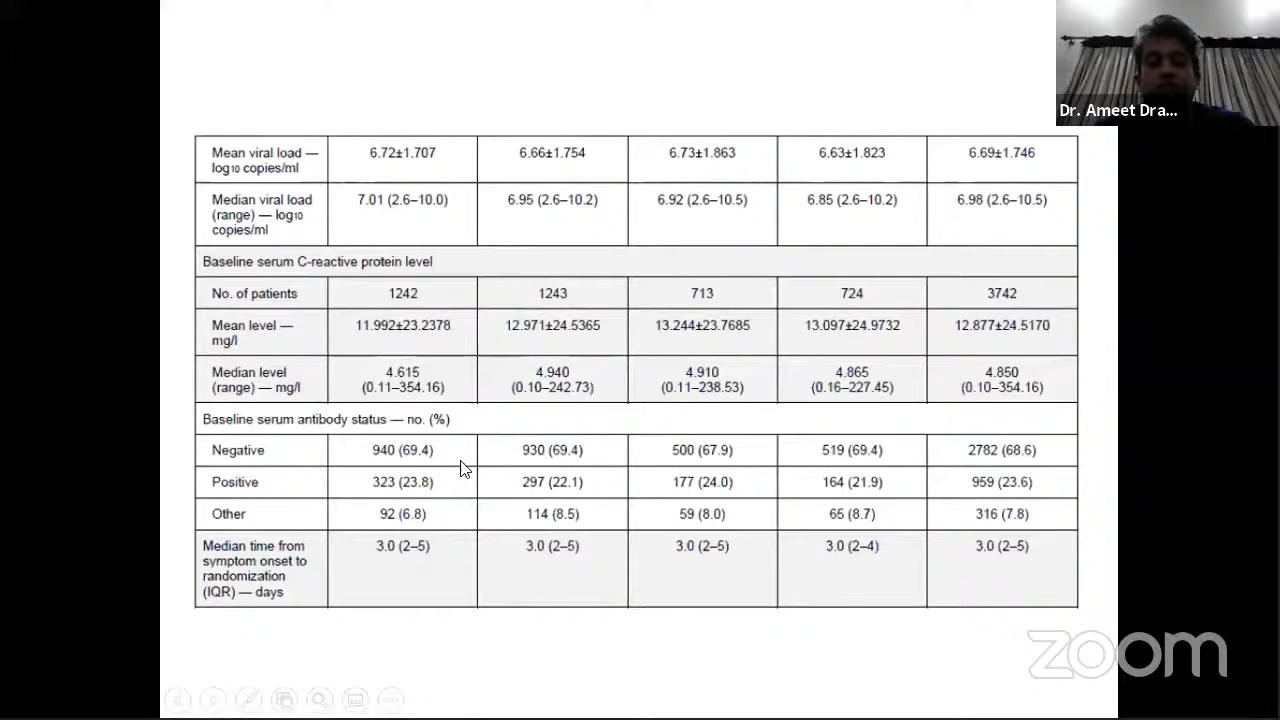 Dr. Ameet Dra...
Mean viral load — 6.72±1.707 6.66±1.754 6.73±1.863 6.63±1.823 6.69±1.746
log10 copies/ml
Median viral load 7.01 (2.6–10.0) 6.95 (2.6–10.2) 6.92 (2.6–10.5) 6.85 (2.6–10.2) 6.98 (2.6–10.5)
(range) — log10
copies/ml
Baseline serum C-reactive protein level
No. of patients 1242 1243 713 724 3742
Mean level — 11.992±23.2378 12.971±24.5365 13.244±23.7685 13.097±24.9732 12.877±24.5170
mg/l
Median level 4.615 4.940 4.910 4.865 4.850
(range) — mg/l (0.11–354.16) (0.10–242.73) (0.11–238.53) (0.16–227.45) (0.10–354.16)
Baseline serum antibody status — no. (%)
Negative 940 (69.4) 930 (69.4) 500 (67.9) 519 (69.4) 2782 (68.6)
Positive 323 (23.8) 297 (22.1) 177 (24.0) 164 (21.9) 959 (23.6)
Other 92 (6.8) 114 (8.5) 59 (8.0) 65 (8.7) 316 (7.8)
Median time from 3.0 (2–5) 3.0 (2–5) 3.0 (2–5) 3.0 (2–4) 3.0 (2–5)
symptom onset to
randomization
(IQR) — days
zoom